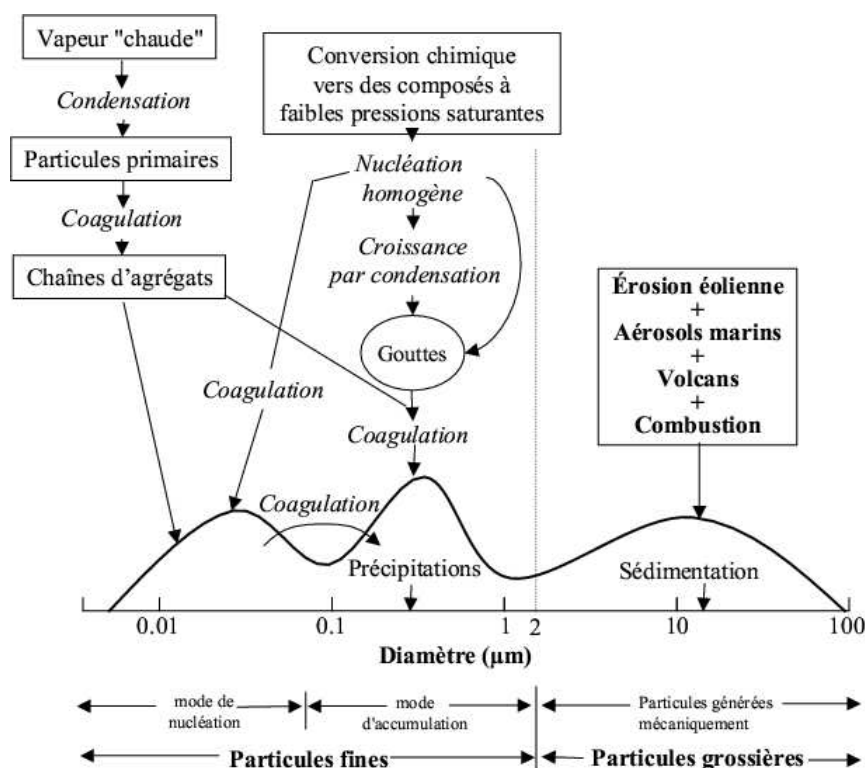 Vapeur "chaude"
Condensation
Particules primaires
Coagulation
Chaînes d'agrégats
Conversion chimique
vers des composés à
faibles pressions saturantes
Nucléation
homogène
Croissance
par condensation
Gouttes
Coagulation
Coagulation
Coagulation
Érosion éolienne
+
Aérosols marins
+
Volcans
+
Combustion
Précipitations
Sédimentation
0.01 0.1 1 2 10 100
Diamètre (µm)
mode de
nucléation
mode
d'accumulation
Particules générées
mécaniquement
Particules fines
Particules grossières